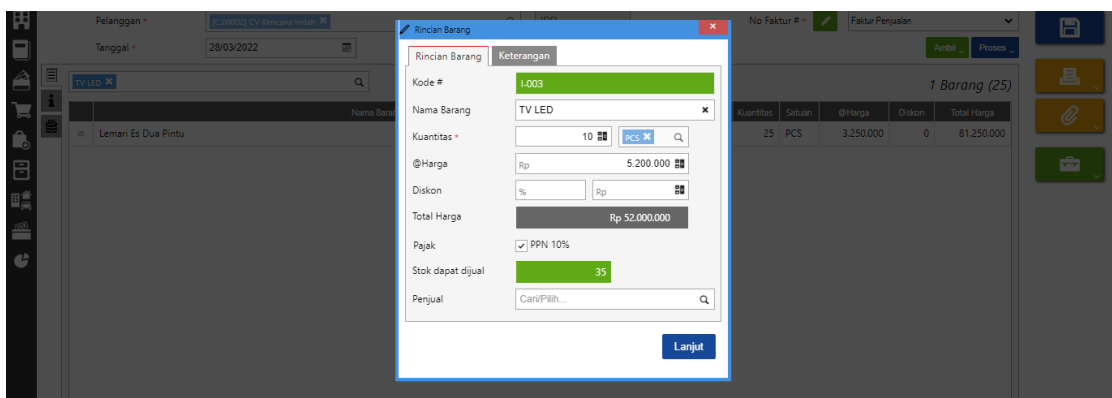 Pelanggan *
[C.00002] CV Kencana Indah
IDR
No Faktur # *
Faktur Penjualan
Tanggal *
28/03/2022
Ambil
Proses
TV LED
1 Barang (25)
Nama Baran
Kuantitas Satuan @Harga Diskon Total Harga
Lemari Es Dua Pintu
25 PCS 3.250.000 0 81.250.000
Rincian Barang
Rincian Barang Keterangan
Kode # I-003
Nama Barang TV LED
Kuantitas * 10 PCS
@Harga Rp 5.200.000
Diskon % Rp
Total Harga Rp 52.000.000
Pajak PPN 10%
Stok dapat dijual 35
Penjual Cari/Pilih...
Lanjut